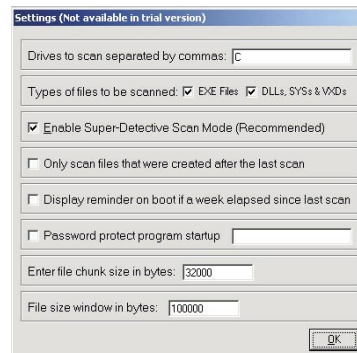 Settings (Not available in trial version)
Drives to scan separated by commas: C
Types of files to be scanned: EXE Files DLLs, SYSs & VXDs
Enable Super-Detective Scan Mode (Recommended)
Only scan files that were created after the last scan
Display reminder on boot if a week elapsed since last scan
Password protect program startup
Enter file chunk size in bytes: 32000
File size window in bytes: 100000
OK